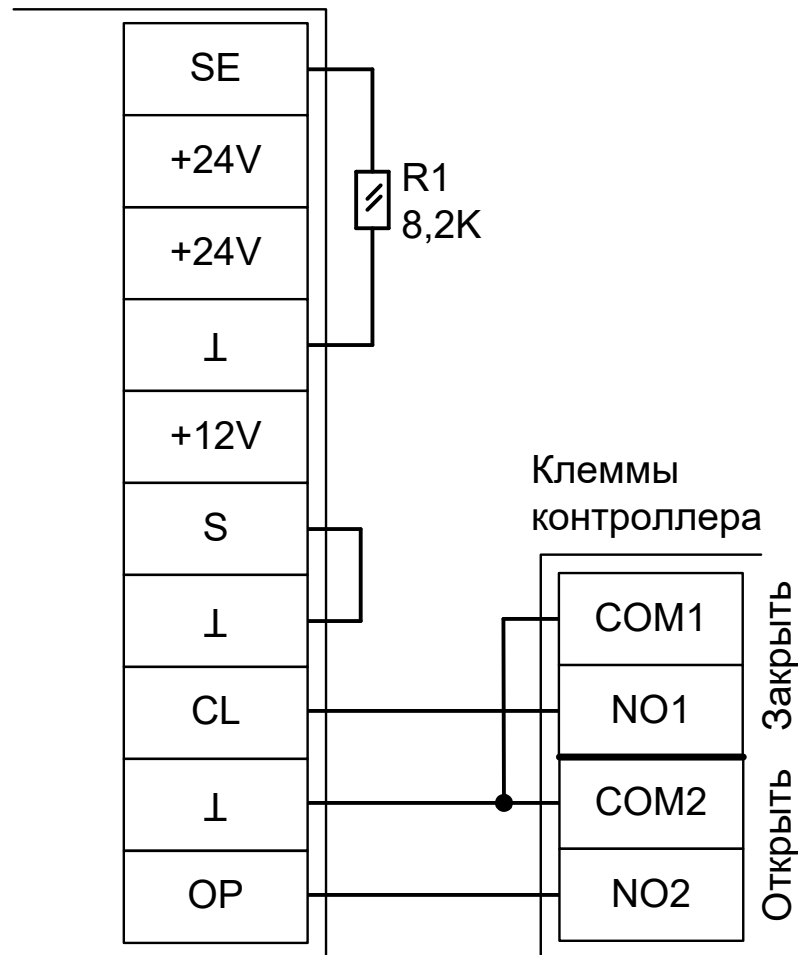 SE
+24V
+24V
⊥
+12V
S
⊥
CL
⊥
OP
R1
8,2K
Клеммы
контроллера
COM1
NO1
COM2
NO2
Закрыть
Открыть